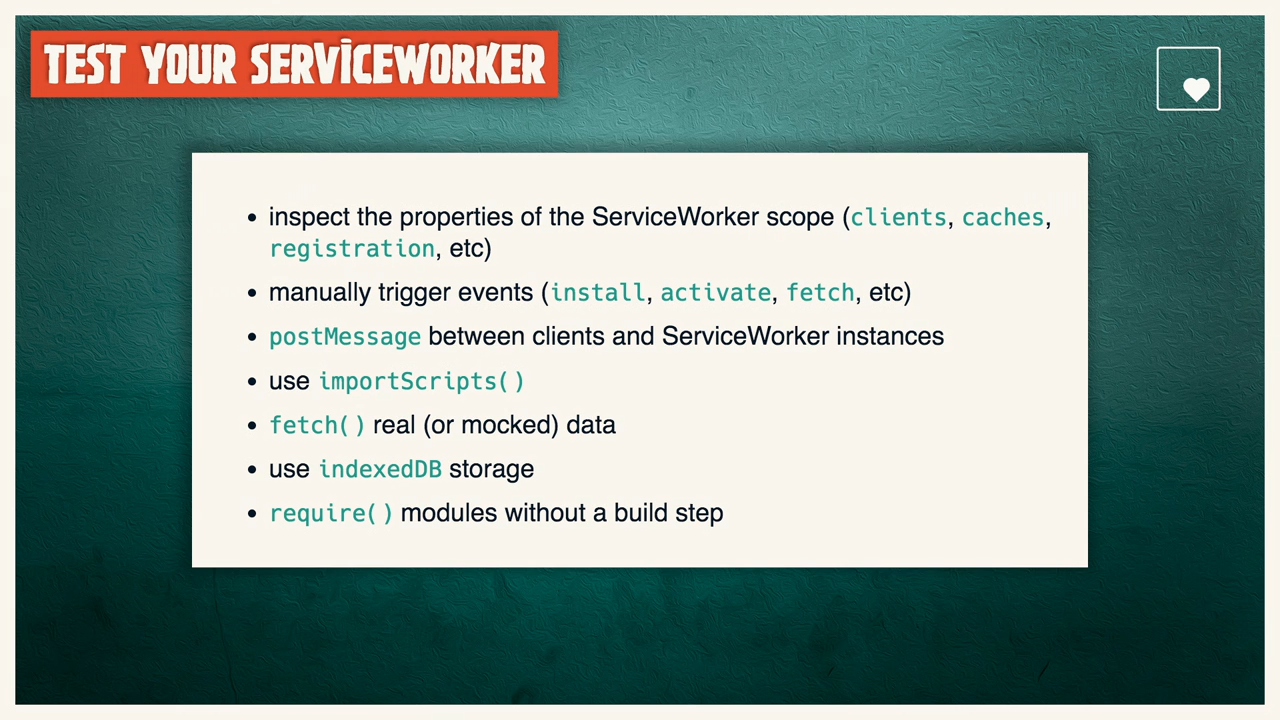 TEST YOUR SERVICEWORKER
• inspect the properties of the ServiceWorker scope (clients, caches,
registration, etc)
• manually trigger events (install, activate, fetch, etc)
• postMessage between clients and ServiceWorker instances
• use importScripts()
• fetch() real (or mocked) data
• use indexedDB storage
• require() modules without a build step